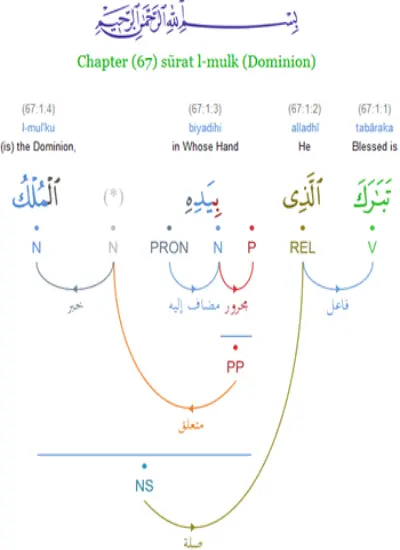 بِسْمِ ٱللَّهِ ٱلرَّحْمَٰنِ ٱلرَّحِيمِ
Chapter (67) sūrat l-mulk (Dominion)
(67:1:4) (67:1:3) (67:1:2) (67:1:1)
l-mul'ku biyadihi alladhī tabāraka
(is) the Dominion, in Whose Hand He Blessed is
تَبَٰرَكَ ٱلَّذِى بِيَدِهِ (*) ٱلْمُلْكُ
N N PRON N P REL V
فاعل مجرور مضاف إليه خبر
PP
متعلق
NS
صلة